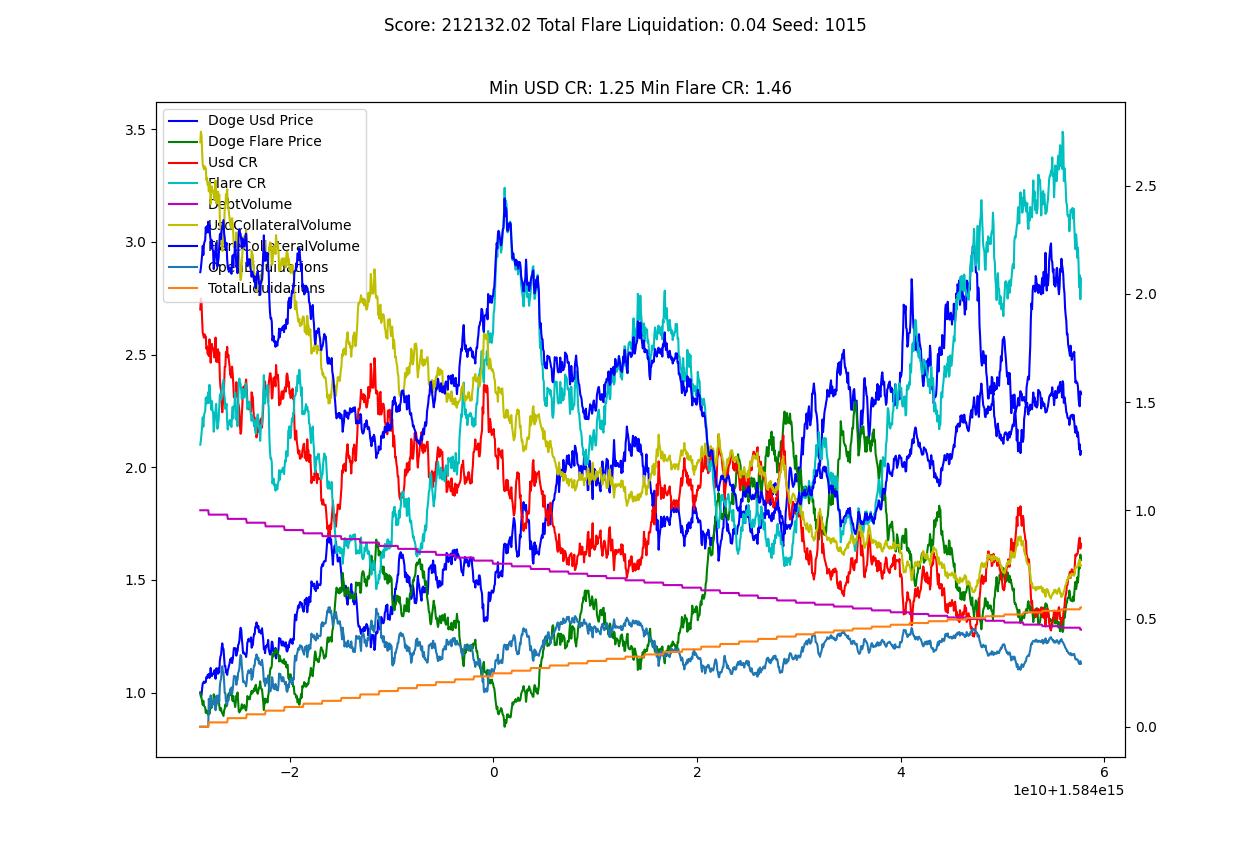 Score: 212132.02 Total Flare Liquidation: 0.04 Seed: 1015
Min USD CR: 1.25 Min Flare CR: 1.46
Doge Usd Price
Doge Flare Price
Usd CR
Flare CR
DebtVolume
UsdCollateralVolume
FlareCollateralVolume
OpenLiquidations
TotalLiquidations
3.5
3.0
2.5
2.0
1.5
1.0
2.5
2.0
1.5
1.0
0.5
0.0
−2
0
2
4
6
1e10+1.584e15